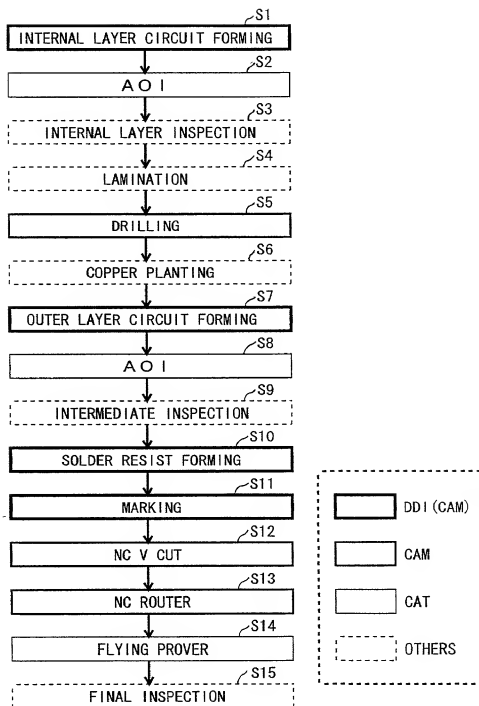 S1
INTERNAL LAYER CIRCUIT FORMING
S2
AOI
S3
INTERNAL LAYER INSPECTION
S4
LAMINATION
S5
DRILLING
S6
COPPER PLANTING
S7
OUTER LAYER CIRCUIT FORMING
S8
AOI
S9
INTERMEDIATE INSPECTION
S10
SOLDER RESIST FORMING
S11
MARKING
S12
NC V CUT
S13
NC ROUTER
S14
FLYING PROVER
S15
FINAL INSPECTION
DDI (CAM)
CAM
CAT
OTHERS